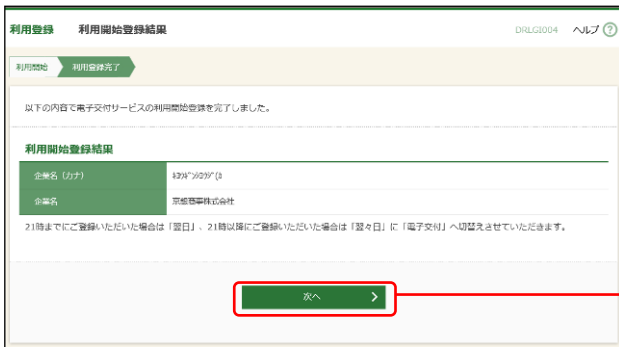 利用登録 利用開始登録結果 DRLGI004 ヘルプ ?
利用開始 利用登録完了
以下の内容で電子交付サービスの利用開始登録を完了しました。
利用開始登録結果
企業名（カナ）
企業名 京都商事株式会社
21時までにご登録いただいた場合は「翌日」、21時以降にご登録いただいた場合は「翌々日」に「電子交付」へ切替えさせていただきます。
次へ